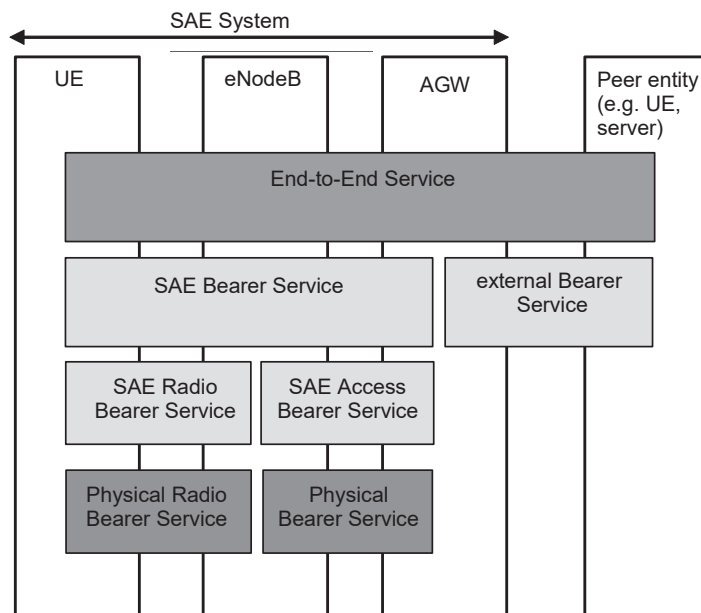 SAE System
UE
eNodeB
AGW
Peer entity
(e.g. UE,
server)
End-to-End Service
SAE Bearer Service
external Bearer
Service
SAE Radio
Bearer Service
SAE Access
Bearer Service
Physical Radio
Bearer Service
Physical
Bearer Service